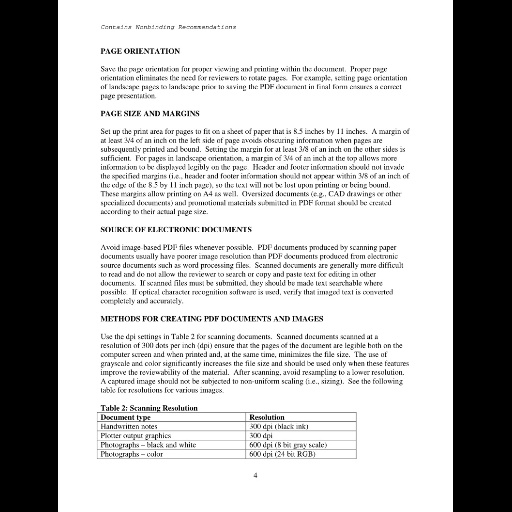 Contains Nonbinding Recommendations
PAGE ORIENTATION
Save the page orientation for proper viewing and printing within the document.  Proper page
orientation eliminates the need for reviewers to rotate pages.  For example, setting page orientation
of landscape pages to landscape prior to saving the PDF document in final form ensures a correct
page presentation.
PAGE SIZE AND MARGINS
Set up the print area for pages to fit on a sheet of paper that is 8.5 inches by 11 inches.  A margin of
at least 3/4 of an inch on the left side of page avoids obscuring information when pages are
subsequently printed and bound.  Setting the margin for at least 3/8 of an inch on the other sides is
sufficient.  For pages in landscape orientation, a margin of 3/4 of an inch at the top allows more
information to be displayed legibly on the page.  Header and footer information should not invade
the specified margins (i.e., header and footer information should not appear within 3/8 of an inch of
the edge of the 8.5 by 11 inch page), so the text will not be lost upon printing or being bound.
These margins allow printing on A4 as well.  Oversized documents (e.g., CAD drawings or other
specialized documents) and promotional materials submitted in PDF format should be created
according to their actual page size.
SOURCE OF ELECTRONIC DOCUMENTS
Avoid image-based PDF files whenever possible.  PDF documents produced by scanning paper
documents usually have poorer image resolution than PDF documents produced from electronic
source documents such as word processing files.  Scanned documents are generally more difficult
to read and do not allow the reviewer to search or copy and paste text for editing in other
documents.  If scanned files must be submitted, they should be made text searchable where
possible.  If optical character recognition software is used, verify that imaged text is converted
completely and accurately.
METHODS FOR CREATING PDF DOCUMENTS AND IMAGES
Use the dpi settings in Table 2 for scanning documents.  Scanned documents scanned at a
resolution of 300 dots per inch (dpi) ensure that the pages of the document are legible both on the
computer screen and when printed and, at the same time, minimizes the file size.  The use of
grayscale and color significantly increases the file size and should be used only when these features
improve the reviewability of the material.  After scanning, avoid resampling to a lower resolution.
A captured image should not be subjected to non-uniform scaling (i.e., sizing).  See the following
table for resolutions for various images.
Table 2: Scanning Resolution
Document type Resolution
Handwritten notes 300 dpi (black ink)
Plotter output graphics 300 dpi
Photographs – black and white 600 dpi (8 bit gray scale)
Photographs – color 600 dpi (24 bit RGB)
4